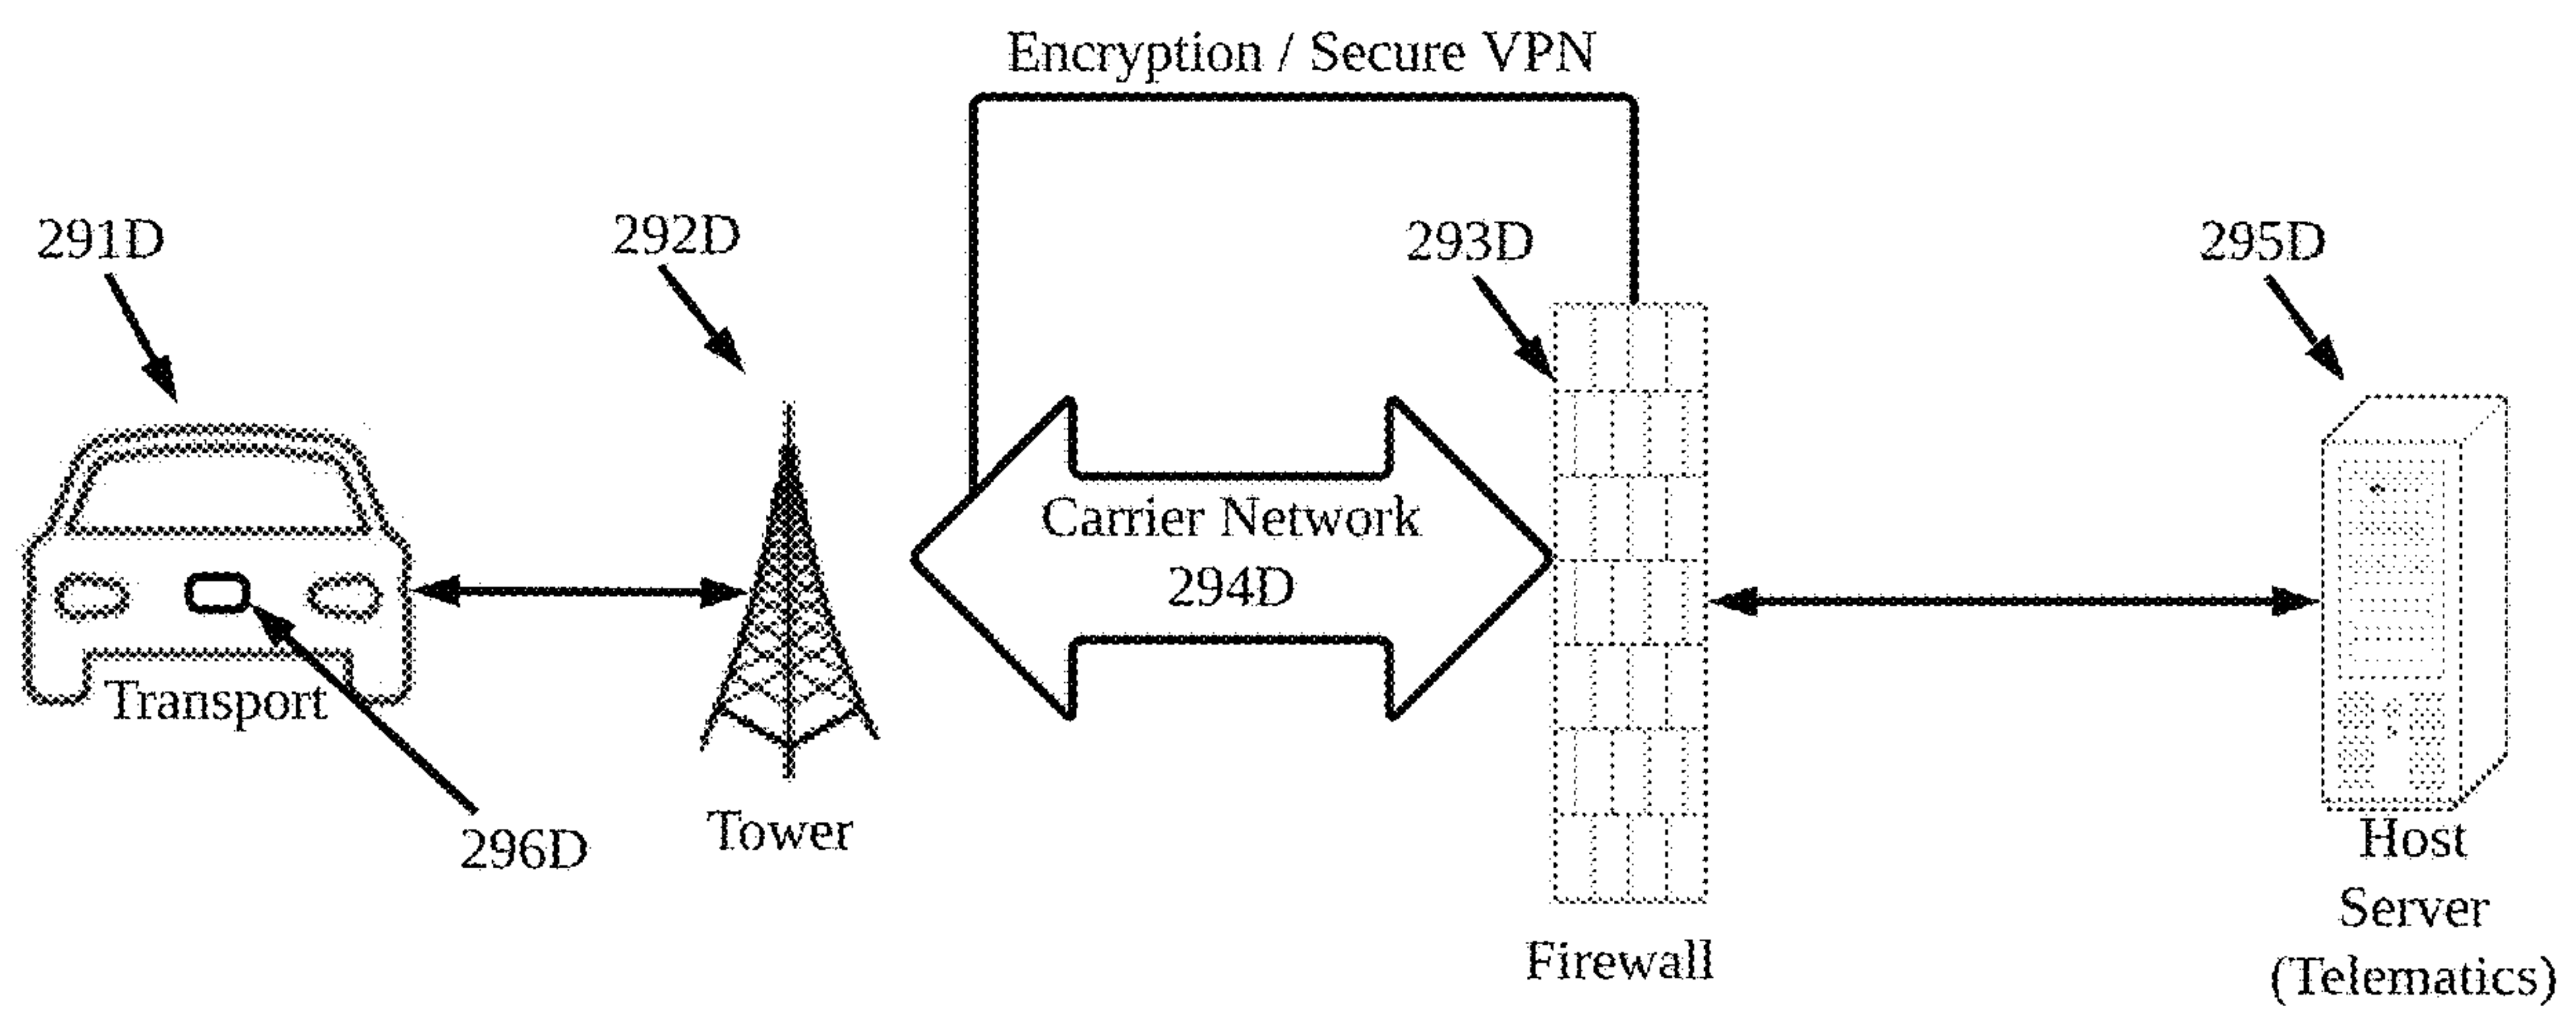 Encryption / Secure VPN
291D
292D
293D
295D
Carrier Network
294D
Transport
296D
Tower
Firewall
Host
Server
(Telematics)